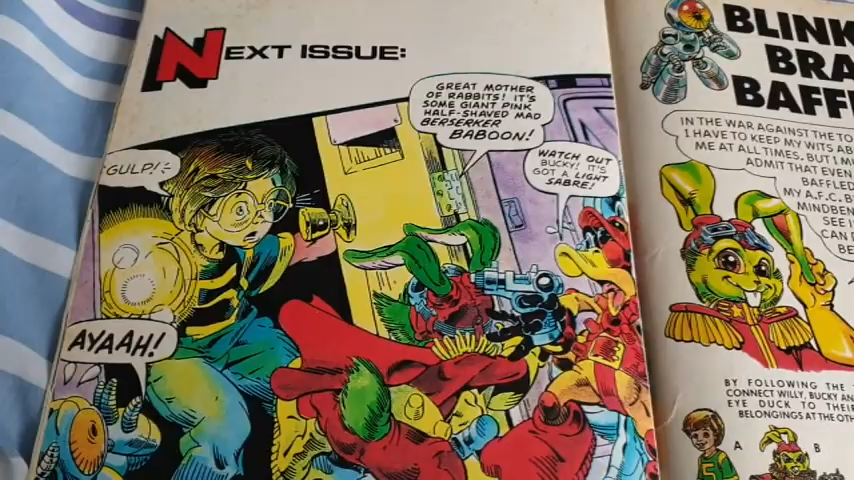 NEXT ISSUE:
GREAT MOTHER
OF RABBITS! IT'S
SOME GIANT PINK
HALF-SHAVED MAD
BERSERKER
BABOON!
GULP!
WATCH OUT
BUCKY! IT'S
GOT A LIGHT
SABRE!
AYAAH!
BLINK
BRA
BAFF
IN THE WAR AGAINST THE TO
I HAVE TO KEEP MY WITS AB
ME AT ALL TIMES. BUT I M
ADMIT THAT EVEN
BAFFLED
MY A.F.C. B
MINDBEN
SEE I
CAN
BY FOLLOWING THE
CONNECT WILLY, BUCKY AN
EYE DUCK TO THEIR
BELONGINGS AT THE OTH
A
B